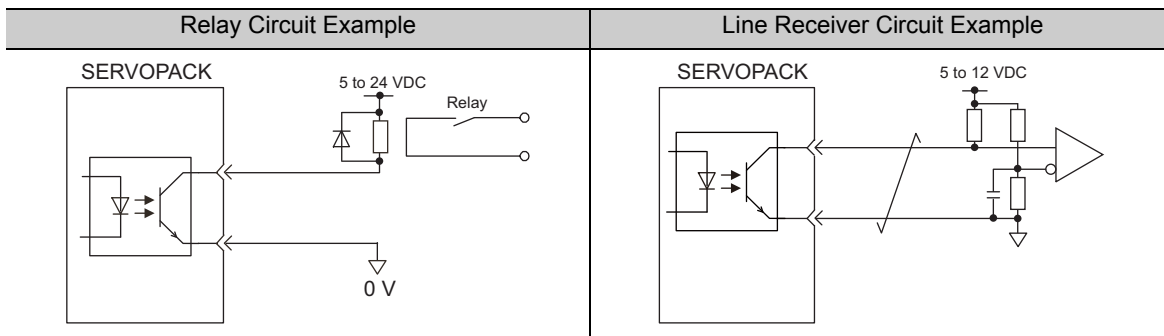 Relay Circuit Example
SERVOPACK
5 to 24 VDC
Relay
0 V
Line Receiver Circuit Example
SERVOPACK
5 to 12 VDC